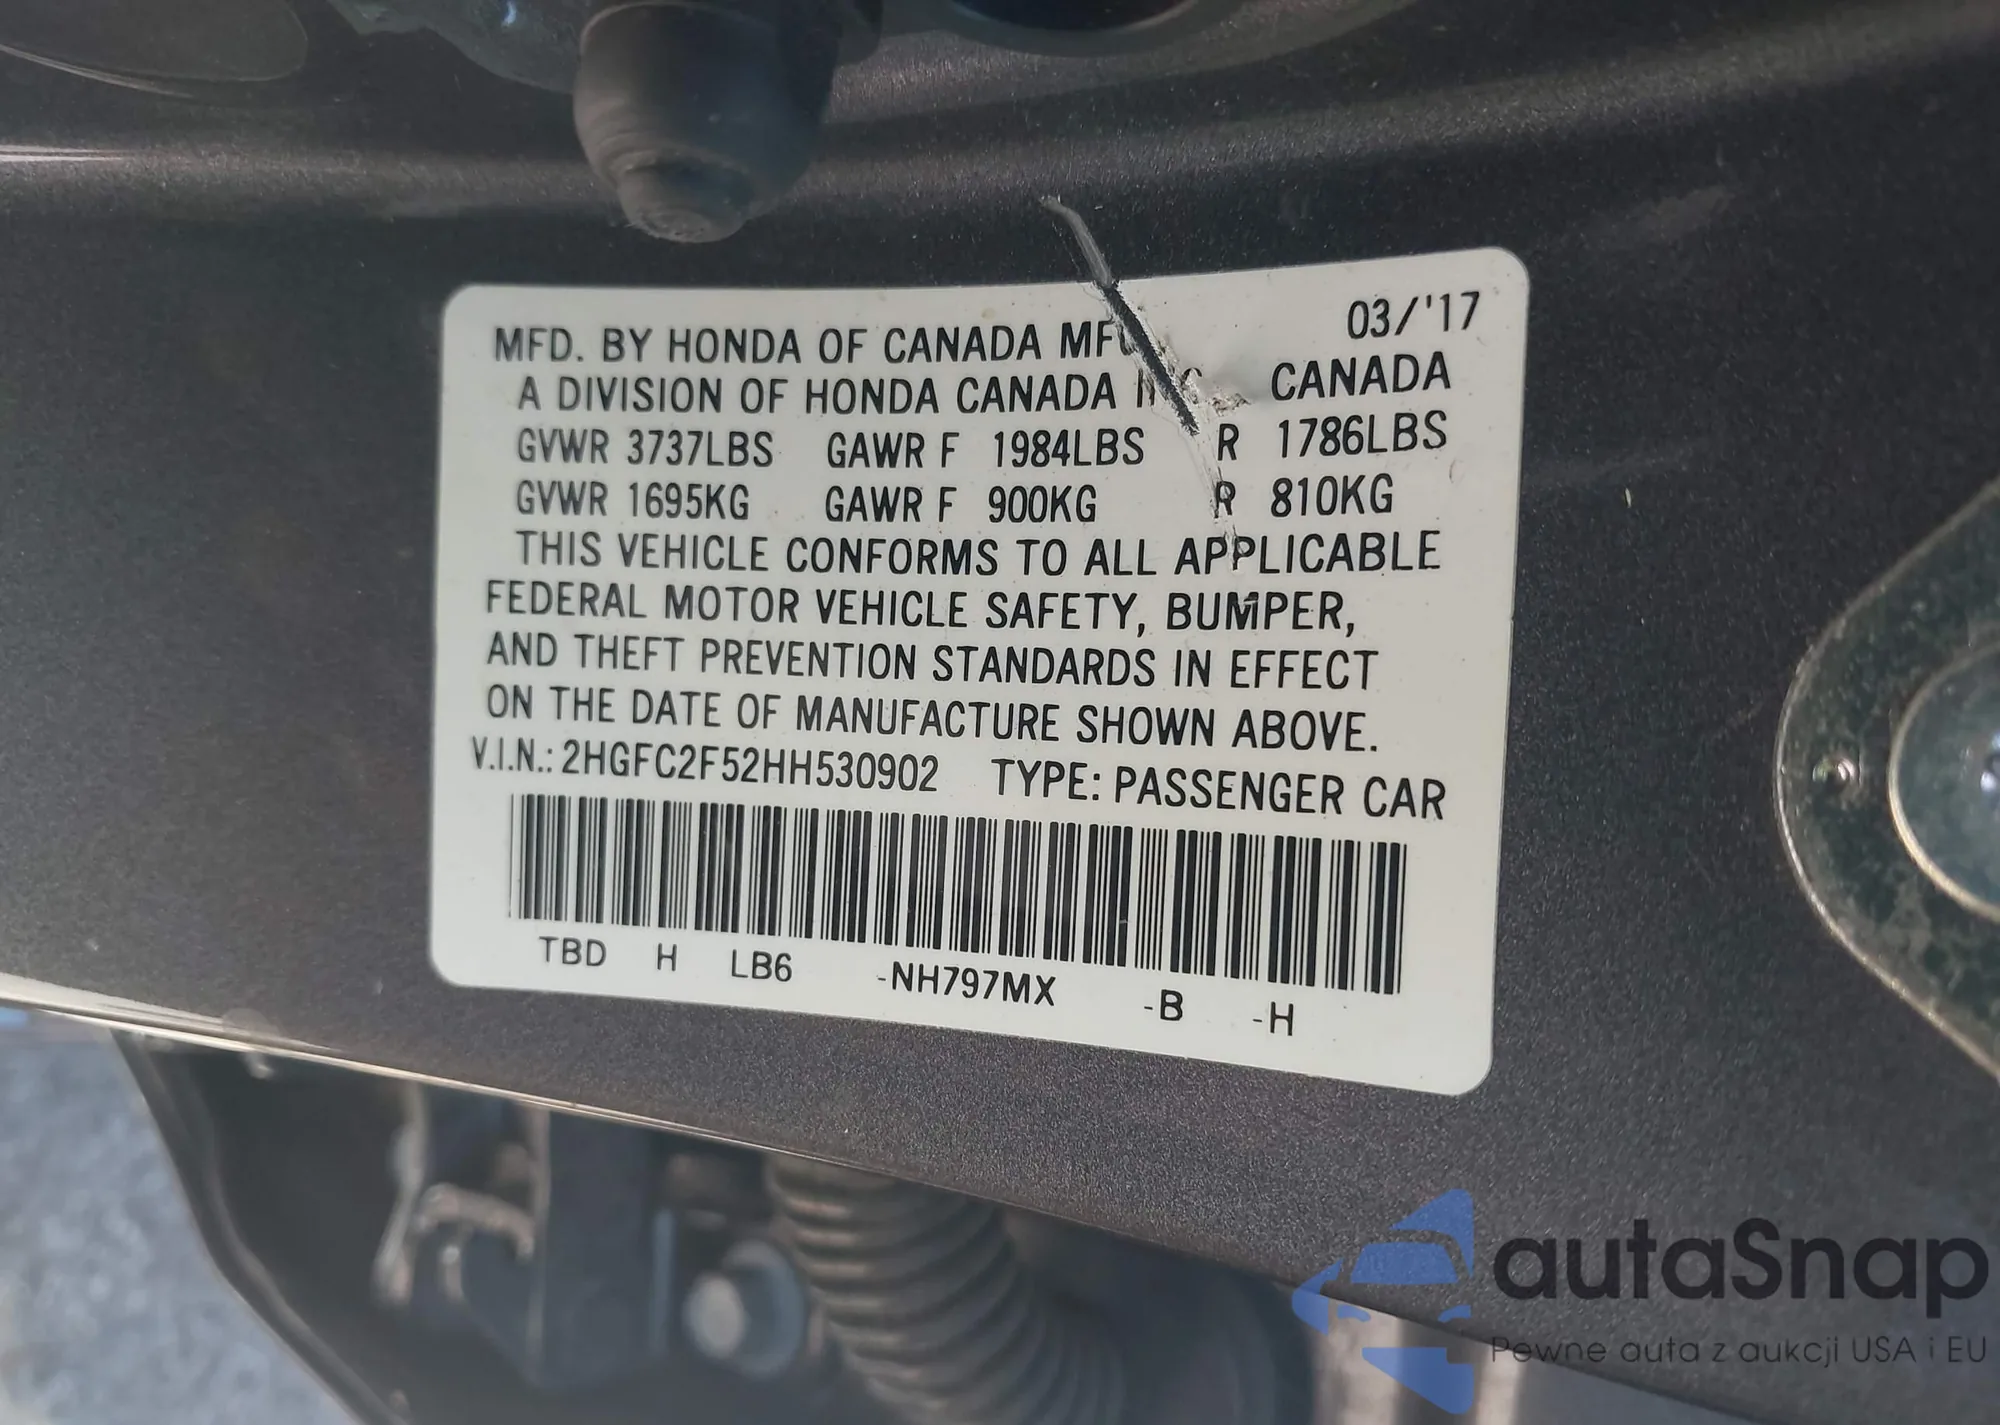 03/'17
MFD. BY HONDA OF CANADA MFG
A DIVISION OF HONDA CANADA INC CANADA
GVWR 3737LBS GAWR F 1984LBS R 1786LBS
GVWR 1695KG GAWR F 900KG R 810KG
THIS VEHICLE CONFORMS TO ALL APPLICABLE
FEDERAL MOTOR VEHICLE SAFETY, BUMPER,
AND THEFT PREVENTION STANDARDS IN EFFECT
ON THE DATE OF MANUFACTURE SHOWN ABOVE.
V.I.N.: 2HGFC2F52HH530902 TYPE: PASSENGER CAR
TBD H LB6 -NH797MX -B -H
autaSnap
Pewne auta z aukcji USA i EU